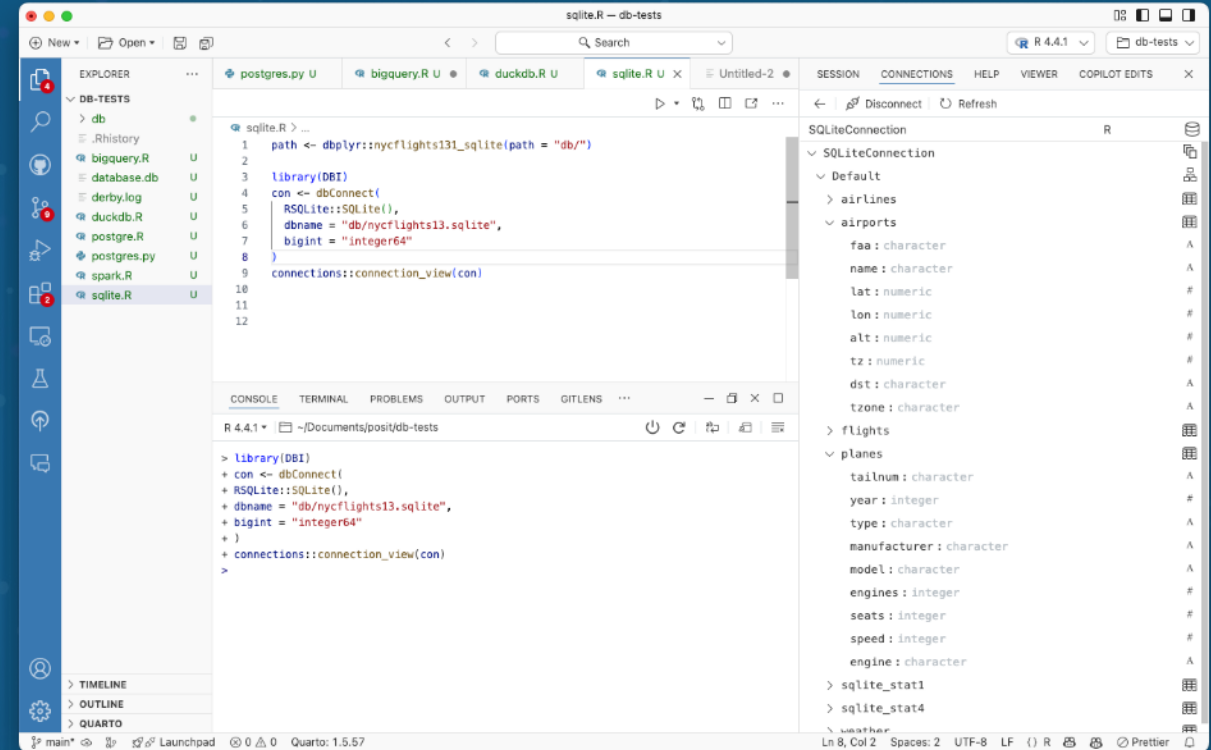 sqlite.R — db-tests
New
Open
Search
R 4.4.1
db-tests
EXPLORER
DB-TESTS
db
.Rhistory
bigquery.R U
database.db U
derby.log U
duckdb.R U
postgre.R U
postgres.py U
spark.R U
sqlite.R U
TIMELINE
OUTLINE
QUARTO
4
9
2
postgres.py U
bigquery.R U
duckdb.R U
sqlite.R U
Untitled-2
sqlite.R > ...
1 path <- dbplyr::nycflights131_sqlite(path = "db/")
2
3 library(DBI)
4 con <- dbConnect(
5 RSQLite::SQLite(),
6 dbname = "db/nycflights13.sqlite",
7 bigint = "integer64"
8 )
9 connections::connection_view(con)
10
11
12
CONSOLE TERMINAL PROBLEMS OUTPUT PORTS GITLENS ...
R 4.4.1 ~/Documents/posit/db-tests
> library(DBI)
+ con <- dbConnect(
+ RSQLite::SQLite(),
+ dbname = "db/nycflights13.sqlite",
+ bigint = "integer64"
+ )
+ connections::connection_view(con)
>
SESSION CONNECTIONS HELP VIEWER COPILOT EDITS
Disconnect Refresh
SQLiteConnection R
SQLiteConnection
Default
airlines
airports
faa : character
name : character
lat : numeric
lon : numeric
alt : numeric
tz : numeric
dst : character
tzone : character
flights
planes
tailnum : character
year : integer
type : character
manufacturer : character
model : character
engines : integer
seats : integer
speed : integer
engine : character
sqlite_stat1
sqlite_stat4
weather
main* Launchpad 0 0 Quarto: 1.5.57
Ln 8, Col 2 Spaces: 2 UTF-8 LF {} R Prettier